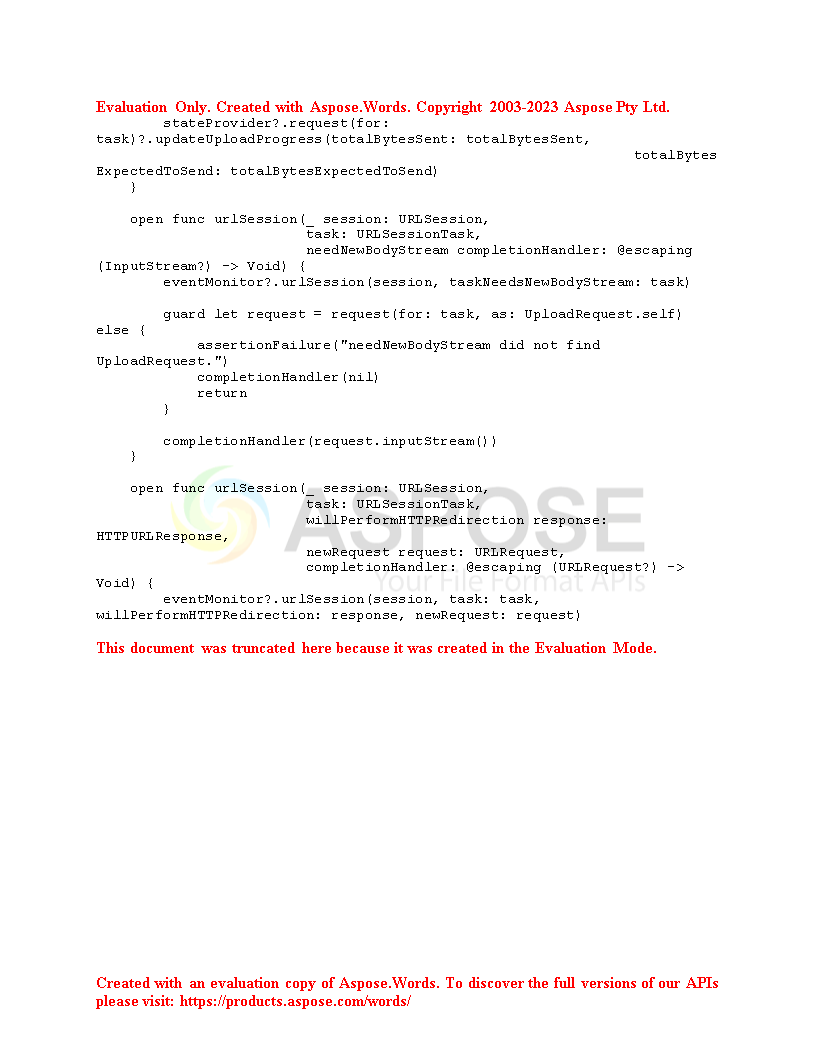 Evaluation Only. Created with Aspose.Words. Copyright 2003-2023 Aspose Pty Ltd.
        stateProvider?.request(for:
task)?.updateUploadProgress(totalBytesSent: totalBytesSent,
                                                                totalBytes
ExpectedToSend: totalBytesExpectedToSend)
    }

    open func urlSession(_ session: URLSession,
                         task: URLSessionTask,
                         needNewBodyStream completionHandler: @escaping
(InputStream?) -> Void) {
        eventMonitor?.urlSession(session, taskNeedsNewBodyStream: task)

        guard let request = request(for: task, as: UploadRequest.self)
else {
            assertionFailure("needNewBodyStream did not find
UploadRequest.")
            completionHandler(nil)
            return
        }

        completionHandler(request.inputStream())
    }

    open func urlSession(_ session: URLSession,
                         task: URLSessionTask,
                         willPerformHTTPRedirection response:
HTTPURLResponse,
                         newRequest request: URLRequest,
                         completionHandler: @escaping (URLRequest?) ->
Void) {
        eventMonitor?.urlSession(session, task: task,
willPerformHTTPRedirection: response, newRequest: request)

ASPOSE
Your File Format APIs
This document was truncated here because it was created in the Evaluation Mode.
Created with an evaluation copy of Aspose.Words. To discover the full versions of our APIs
please visit: https://products.aspose.com/words/